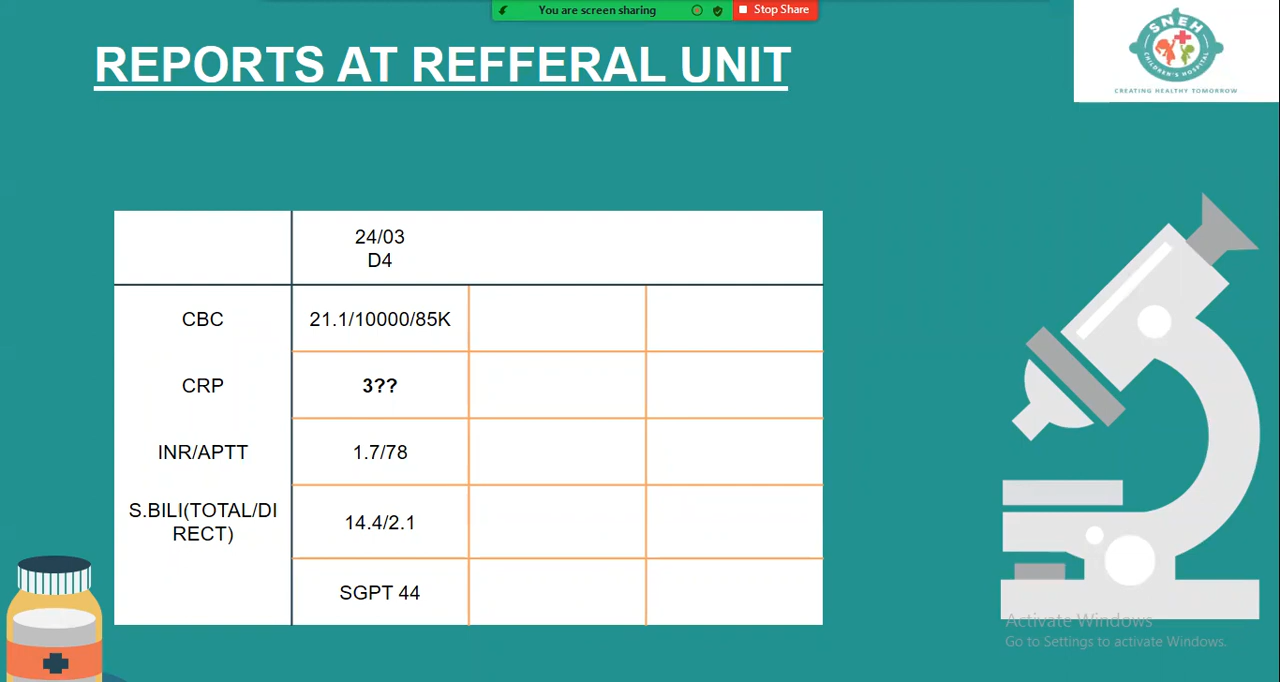 You are screen sharing
Stop Share
REPORTS AT REFFERAL UNIT
SNEH
CHILDREN'S HOSPITAL
CREATING HEALTHY TOMORROW
24/03
D4
CBC
21.1/10000/85K
CRP
3??
INR/APTT
1.7/78
S.BILI(TOTAL/DI
RECT)
14.4/2.1
SGPT 44
Activate Windows
Go to Settings to activate Windows.